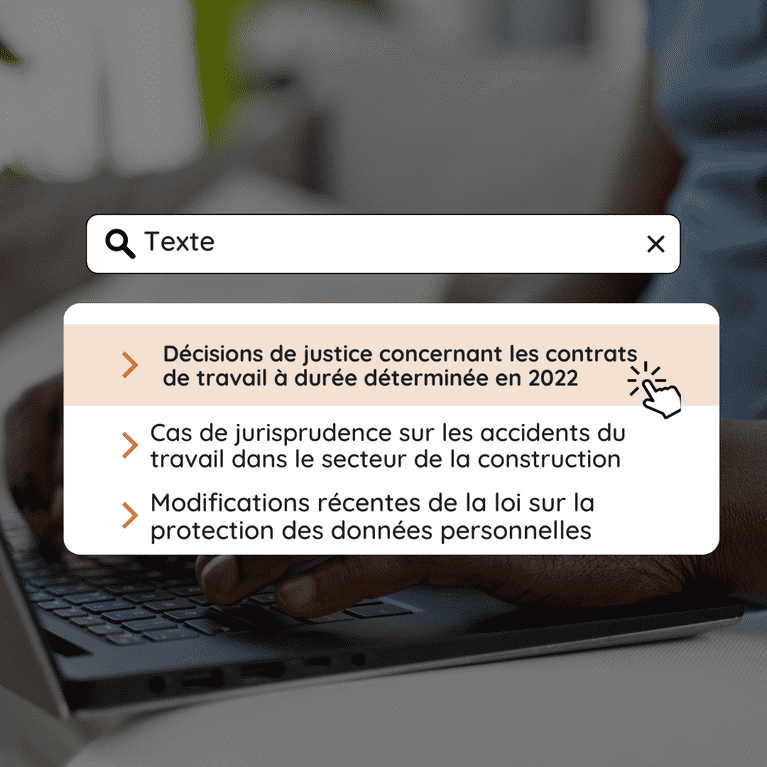 Texte
Décisions de justice concernant les contrats
de travail à durée déterminée en 2022
Cas de jurisprudence sur les accidents du
travail dans le secteur de la construction
Modifications récentes de la loi sur la
protection des données personnelles